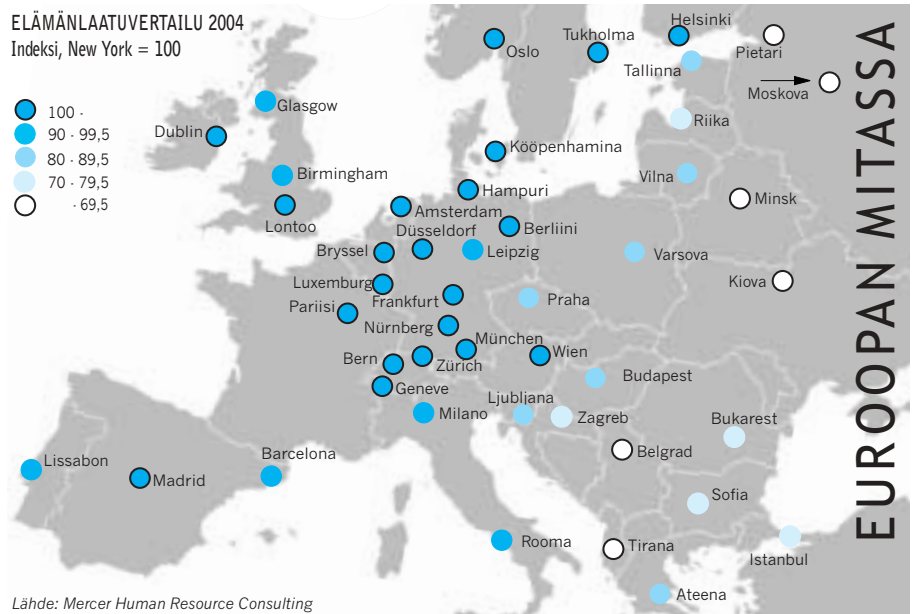 ELÄMÄNLAATUVERTAILU 2004
Indeksi, New York = 100
100 -
90 - 99,5
80 - 89,5
70 - 79,5
- 69,5
EUROOPAN MITASSA
Helsinki
Oslo
Tukholma
Pietari
Tallinna
Moskova
Glasgow
Riika
Dublin
Kööpenhamina
Birmingham
Vilna
Hampuri
Minsk
Amsterdam
Lontoo
Düsseldorf
Berliini
Bryssel
Leipzig
Varsova
Luxemburg
Kiova
Pariisi
Frankfurt
Praha
Nürnberg
München
Bern
Zürich
Wien
Geneve
Budapest
Ljubljana
Milano
Zagreb
Bukarest
Barcelona
Belgrad
Lissabon
Madrid
Sofia
Rooma
Tirana
Istanbul
Ateena
Lähde: Mercer Human Resource Consulting